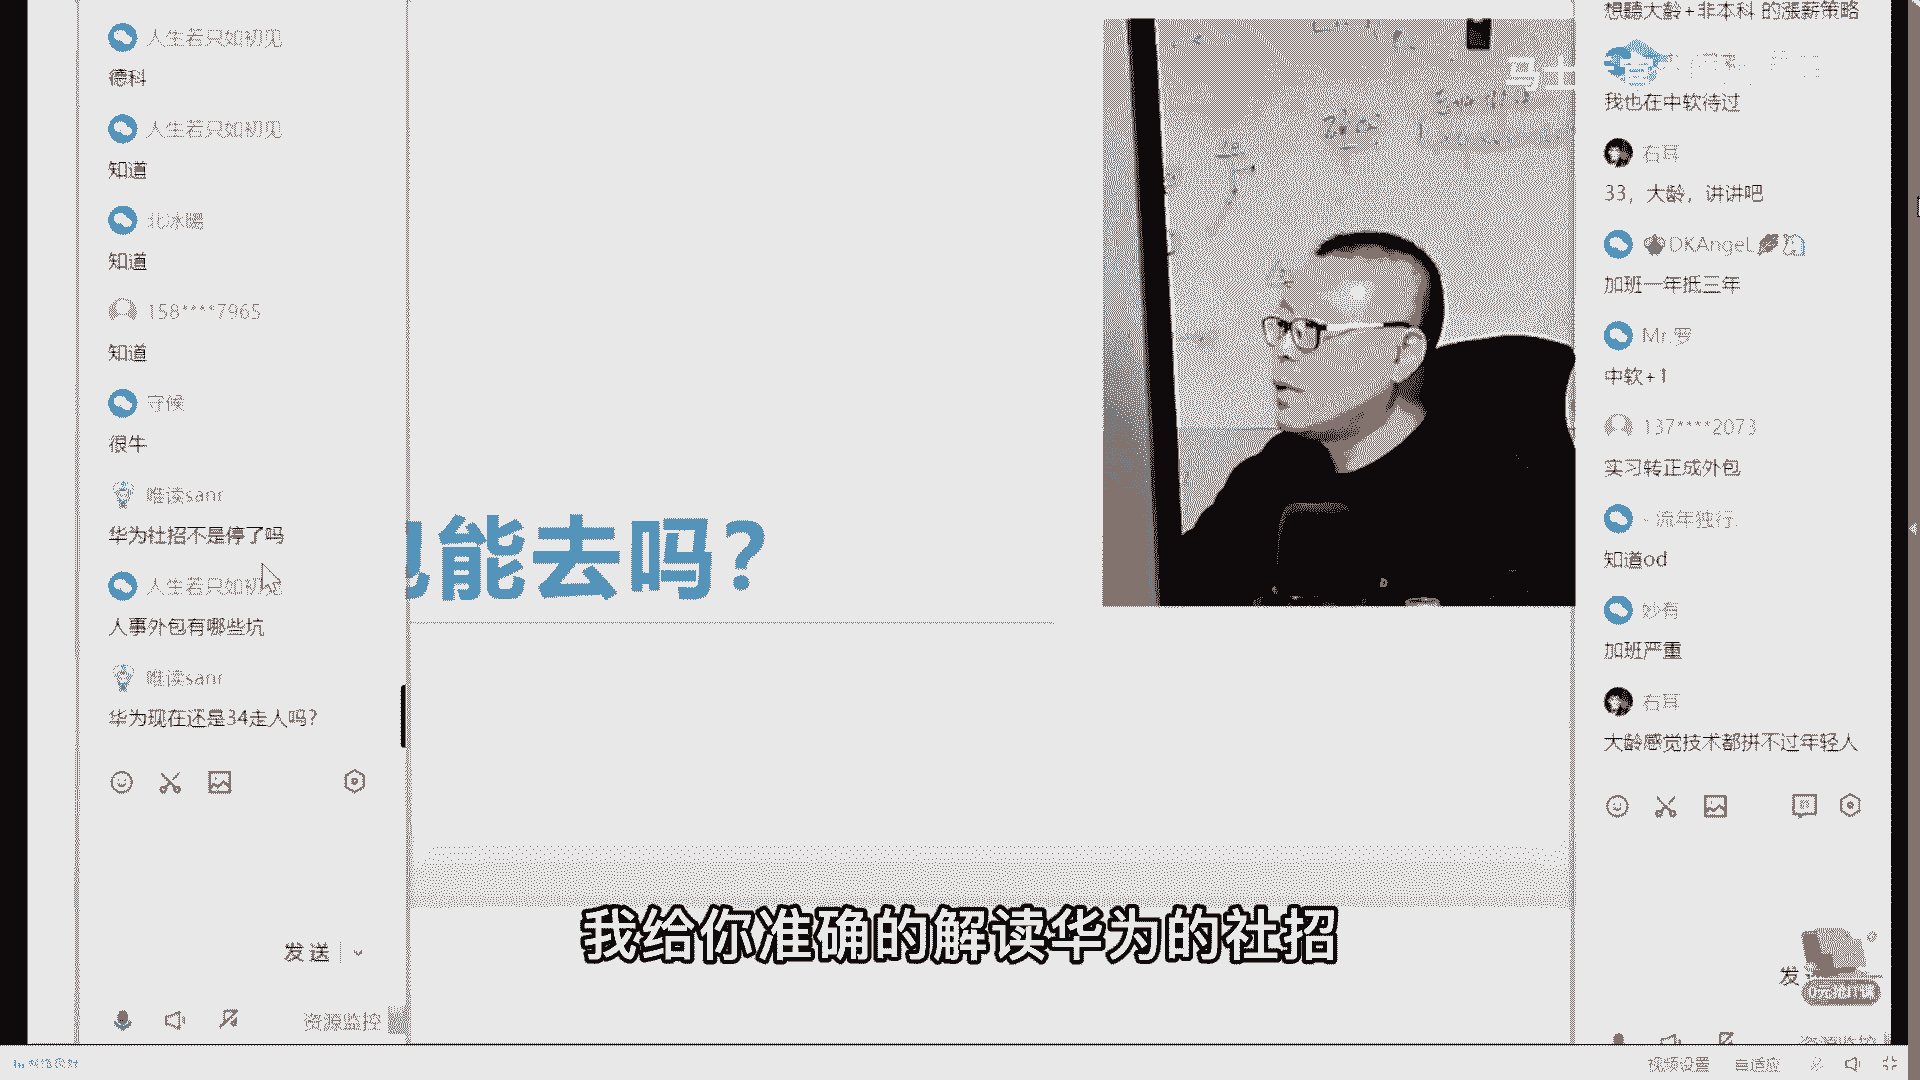 人生若只如初见
德科
人生若只如初见
知道
北冰暖
知道
158****7965
知道
守候
很牛
唯读sanr
华为社招不是停了吗
人生若只如初见
人事外包有哪些坑
唯读sanr
华为现在还是34走人吗？
发送
资源监控
能去吗？
我给你准确的解读华为的社招
想聽大齡+非本科 的漲薪策略
我也在中软待过
右耳
33，大龄，讲讲吧
DKAngel
加班一年抵三年
Mr.罗
中软+1
137****2073
实习转正成外包
- 流年独行.
知道od
妙有
加班严重
右耳
大龄感觉技术都拼不过年轻人
发
视频设置
自适应